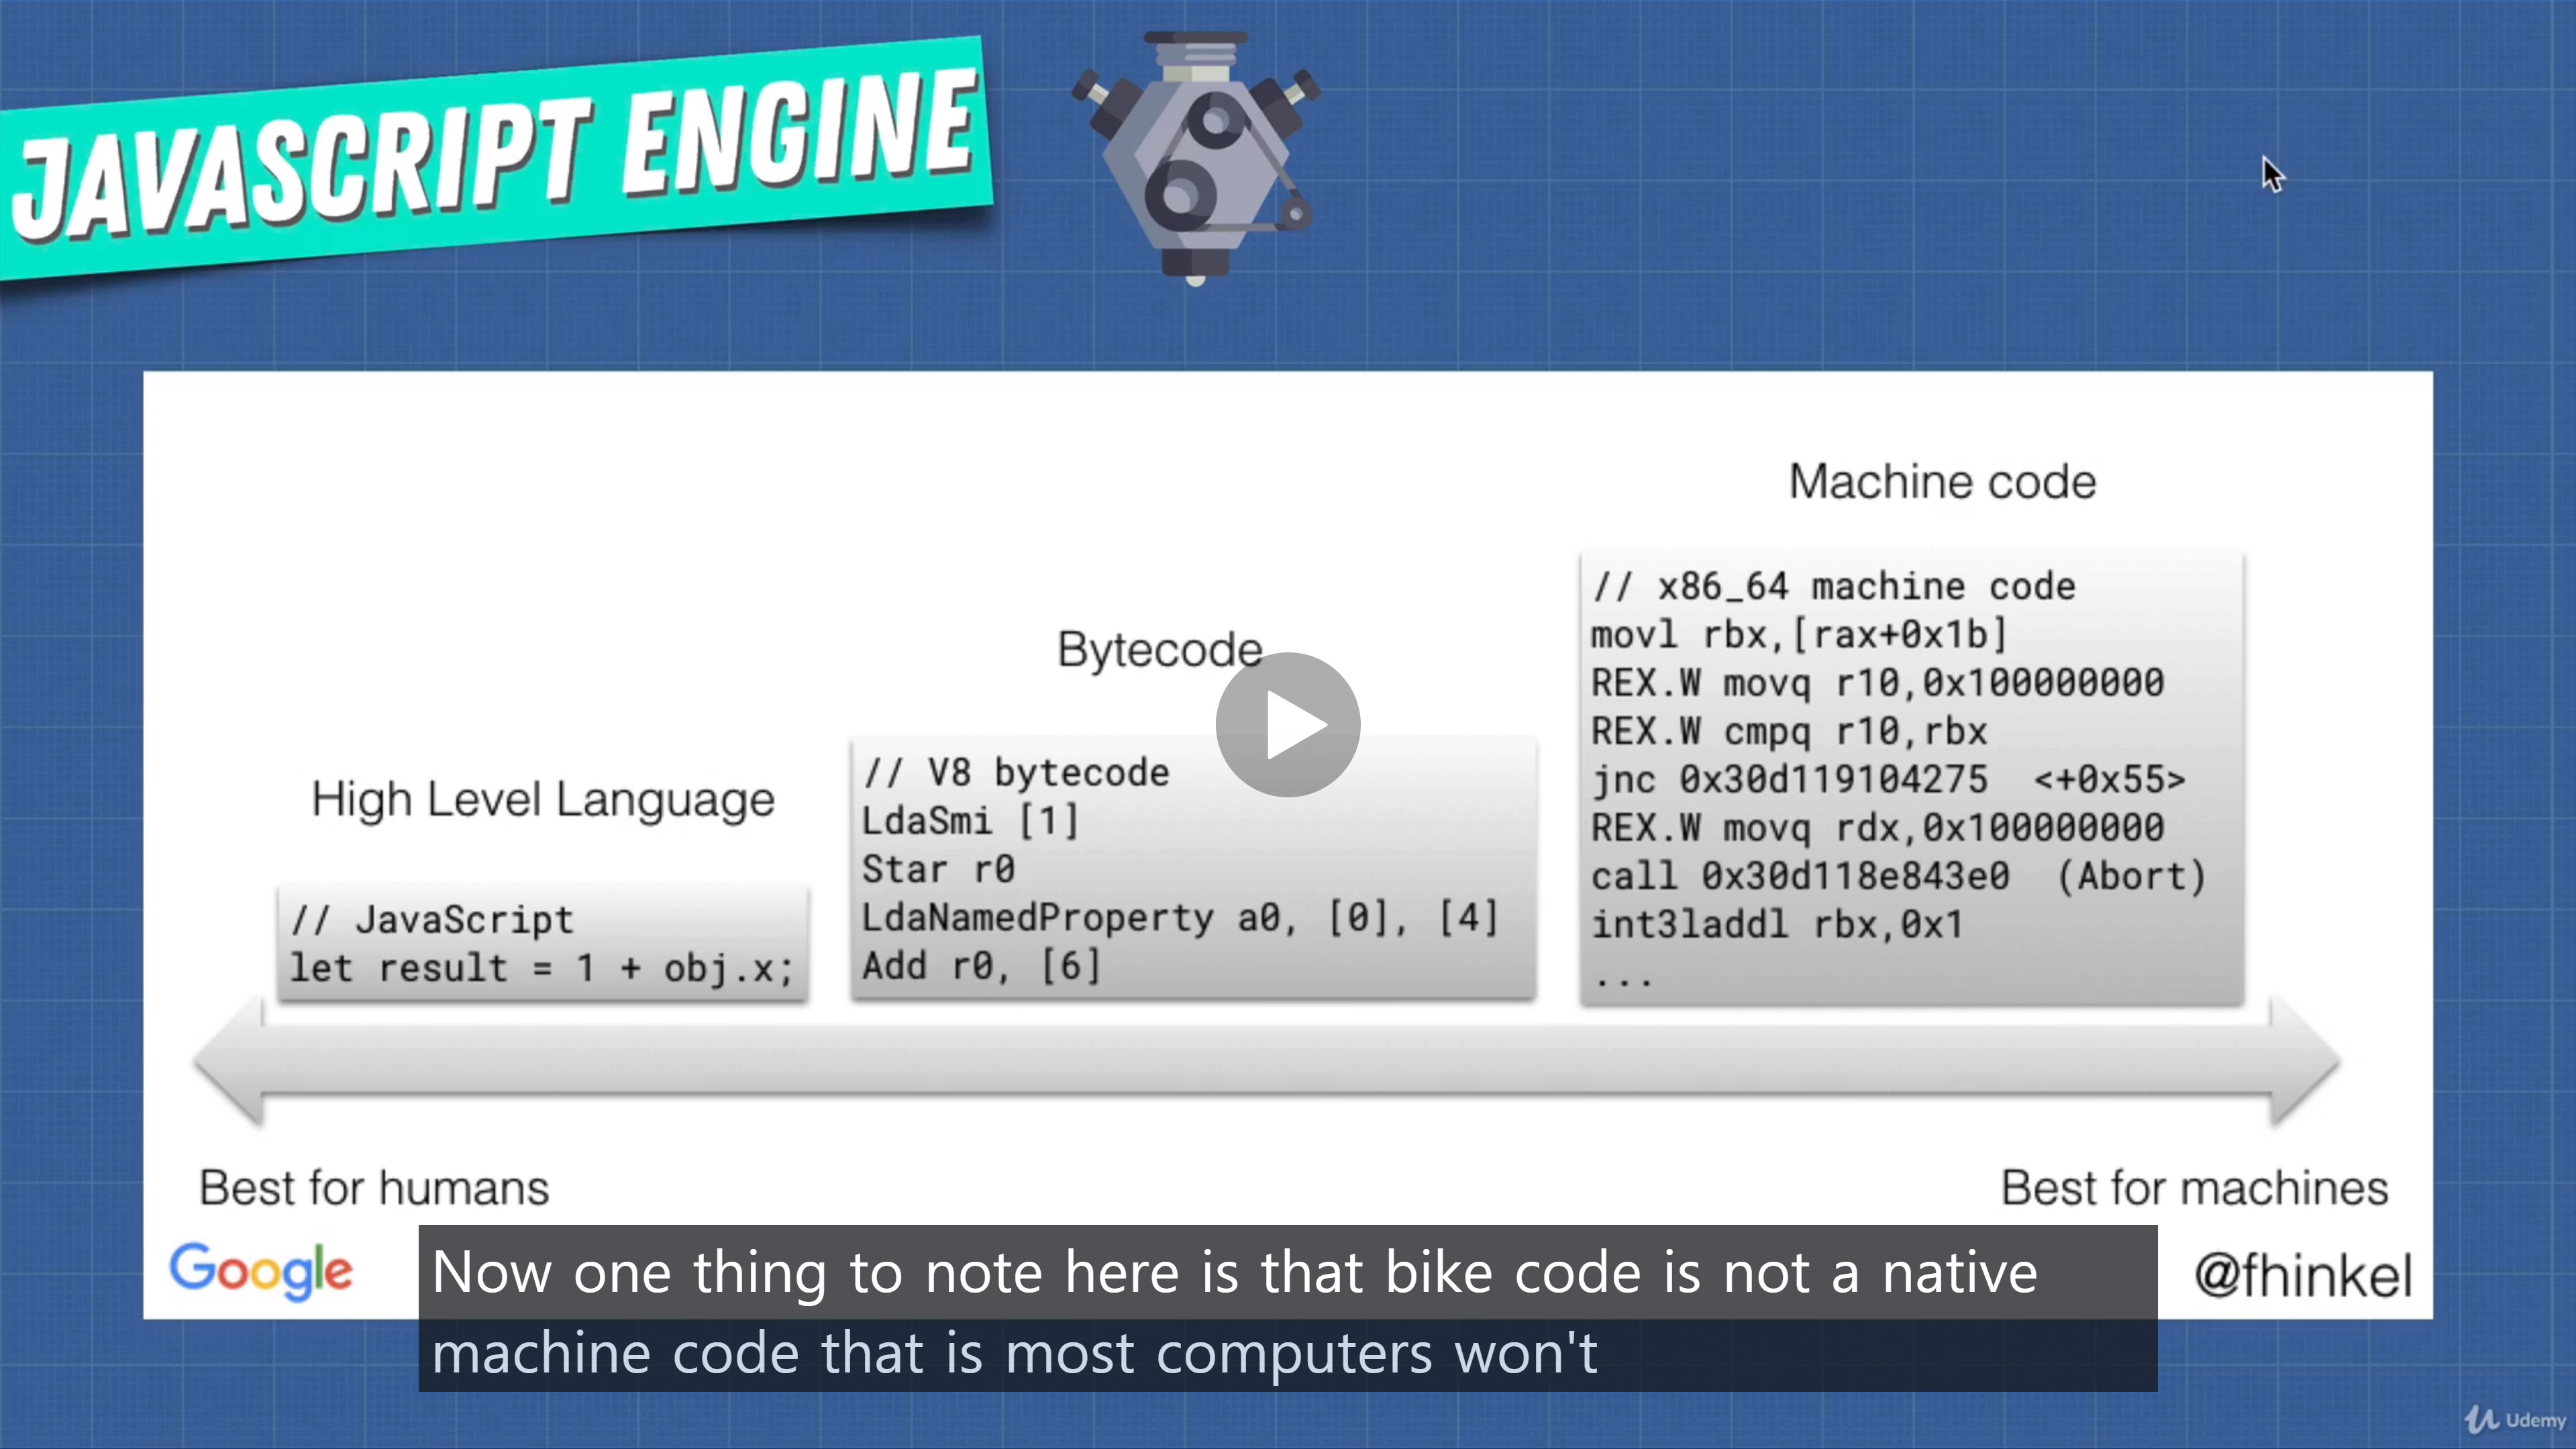 JAVASCRIPT ENGINE
Machine code
// x86_64 machine code
movl rbx,[rax+0x1b]
REX.W movq r10,0x100000000
REX.W cmpq r10,rbx
jnc 0x30d119104275 <+0x55>
REX.W movq rdx,0x100000000
call 0x30d118e843e0 (Abort)
int3laddl rbx,0x1
...
Bytecode
// V8 bytecode
LdaSmi [1]
Star r0
LdaNamedProperty a0, [0], [4]
Add r0, [6]
High Level Language
// JavaScript
let result = 1 + obj.x;
Best for humans
Best for machines
Google
@fhinkel
Now one thing to note here is that bike code is not a native
machine code that is most computers won't
Udemy